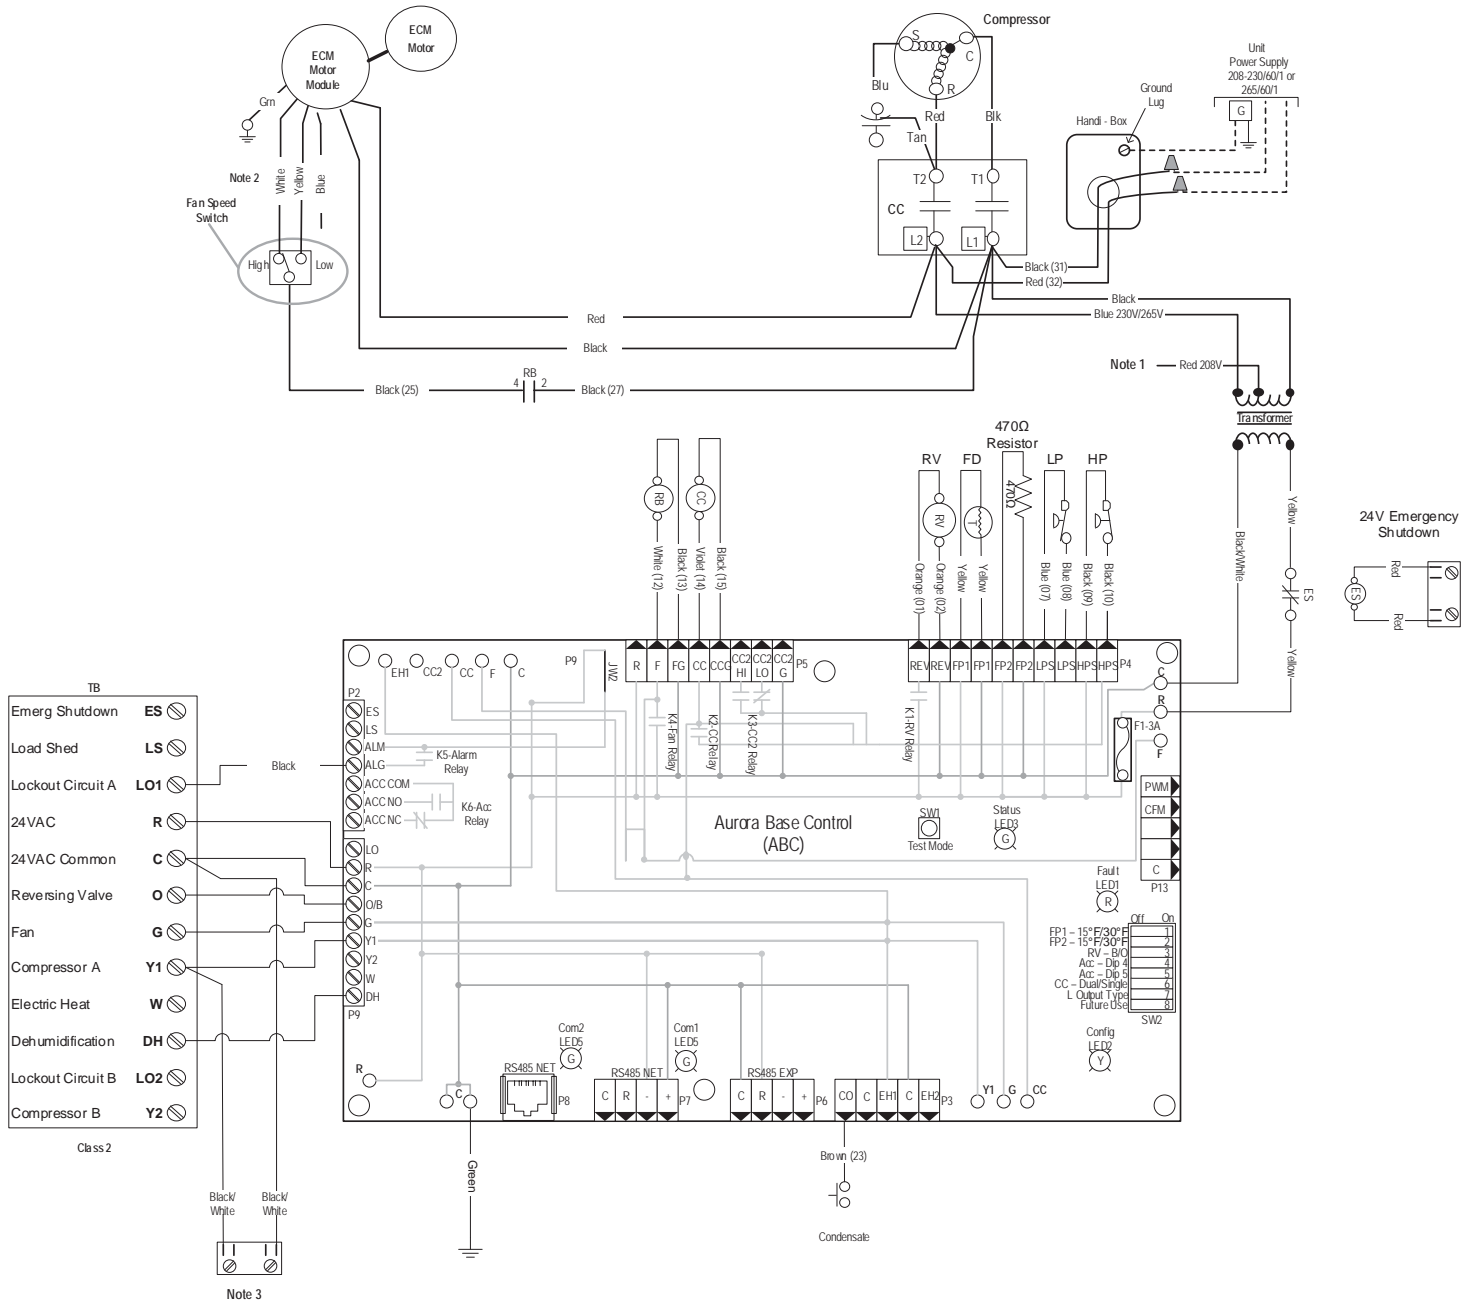 ECM
Motor
ECM
Motor
Module
Grn
Note 2
White
Yellow
Blue
Fan Speed
Switch
High
Low
Compressor
S
C
R
Blu
Red
Blk
Tan
T2
T1
CC
L2
L1
Unit
Power Supply
208-230/60/1 or
265/60/1
G
Ground
Lug
Handi - Box
Black (31)
Red (32)
Black
Blue 230V/265V
Red
Black
Note 1
Red 208V
RB
4
2
Black (25)
Black (27)
Transformer
470Ω
Resistor
RV
FD
LP
HP
RB
CC
RV
T
470Ω
White (12)
Black (13)
Violet (14)
Black (15)
Orange (01)
Orange (02)
Yellow
Yellow
Blue (07)
Blue (08)
Black (09)
Black (10)
Black/White
Yellow
ES
Yellow
24V Emergency
Shutdown
Red
ES
Red
TB
Emerg Shutdown ES
Load Shed LS
Lockout Circuit A LO1
24VAC R
24VAC Common C
Reversing Valve O
Fan G
Compressor A Y1
Electric Heat W
Dehumidification DH
Lockout Circuit B LO2
Compressor B Y2
Class 2
Black
Black/
White
Black/
White
Note 3
EH1
CC2
CC
F
C
P9
JW2
R
F
FG
CC
CCG
CC2
HI
CC2
LO
CC2
G
P5
REV
REV
FP1
FP1
FP2
FP2
LPS
LPS
HPS
HPS
P4
C
R
F1-3A
F
P2
ES
LS
ALM
ALG
ACC COM
ACC NO
ACC NC
K5-Alarm
Relay
K6-Acc
Relay
K4-Fan Relay
K2-CC Relay
K3-CC2 Relay
K1-RV Relay
LO
R
C
O/B
G
Y1
Y2
W
DH
P9
Aurora Base Control
(ABC)
SW1
Test Mode
Status
LED3
G
PWM
CFM
C
P13
Fault
LED1
R
Off
On
FP1 – 15°F/30°F 1
FP2 – 15°F/30°F 2
RV – B/O 3
Acc – Dip 4 4
Acc – Dip 5 5
CC – Dual/Single 6
L Output Type 7
Future Use 8
SW2
Config
LED2
Y
R
C
Com2
LED5
G
Com1
LED5
G
RS485 NET
P8
RS485 NET
C
R
-
+
P7
RS485 EXP
C
R
-
+
P6
CO
C
EH1
C
EH2
P3
Y1
G
CC
Green
Brown (23)
Condensate